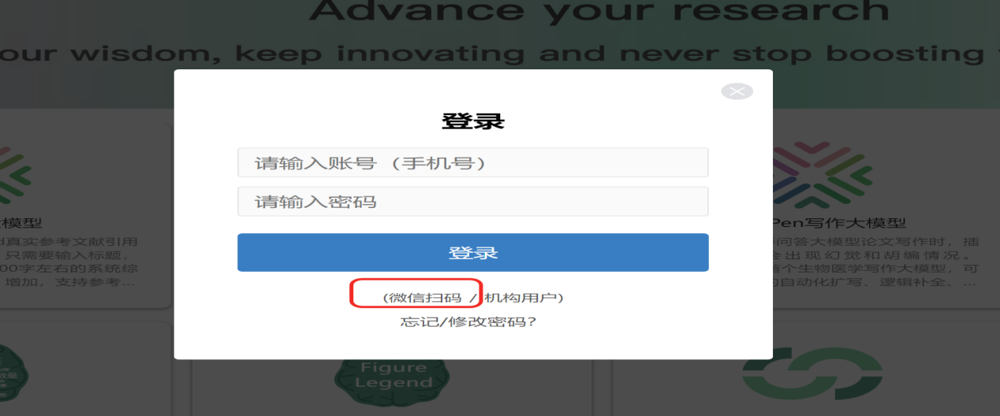 Advance your research
our wisdom, keep innovating and never stop boosting
登录
请输入账号（手机号）
请输入密码
登录
(微信扫码 / 机构用户)
忘记/修改密码?
模型
真实参考文献引用
只需要输入标题,
00字左右的系统综
增加, 支持参考...
Pen写作大模型
问答大模型论文写作时, 插
会出现幻觉和胡编情况。
首个生物医学写作大模型, 可
自动化扩写、逻辑补全、...
Figure
Legend